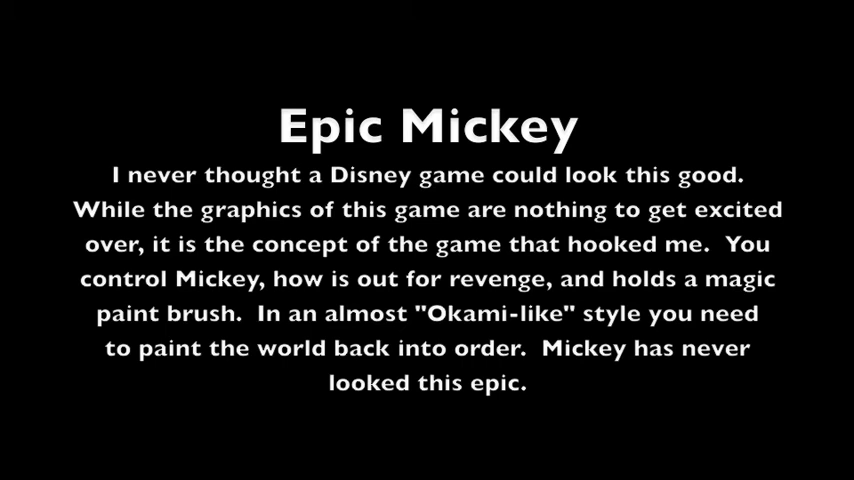 Epic Mickey
I never thought a Disney game could look this good.
While the graphics of this game are nothing to get excited
over, it is the concept of the game that hooked me.  You
control Mickey, how is out for revenge, and holds a magic
paint brush.  In an almost "Okami-like" style you need
to paint the world back into order.  Mickey has never
looked this epic.